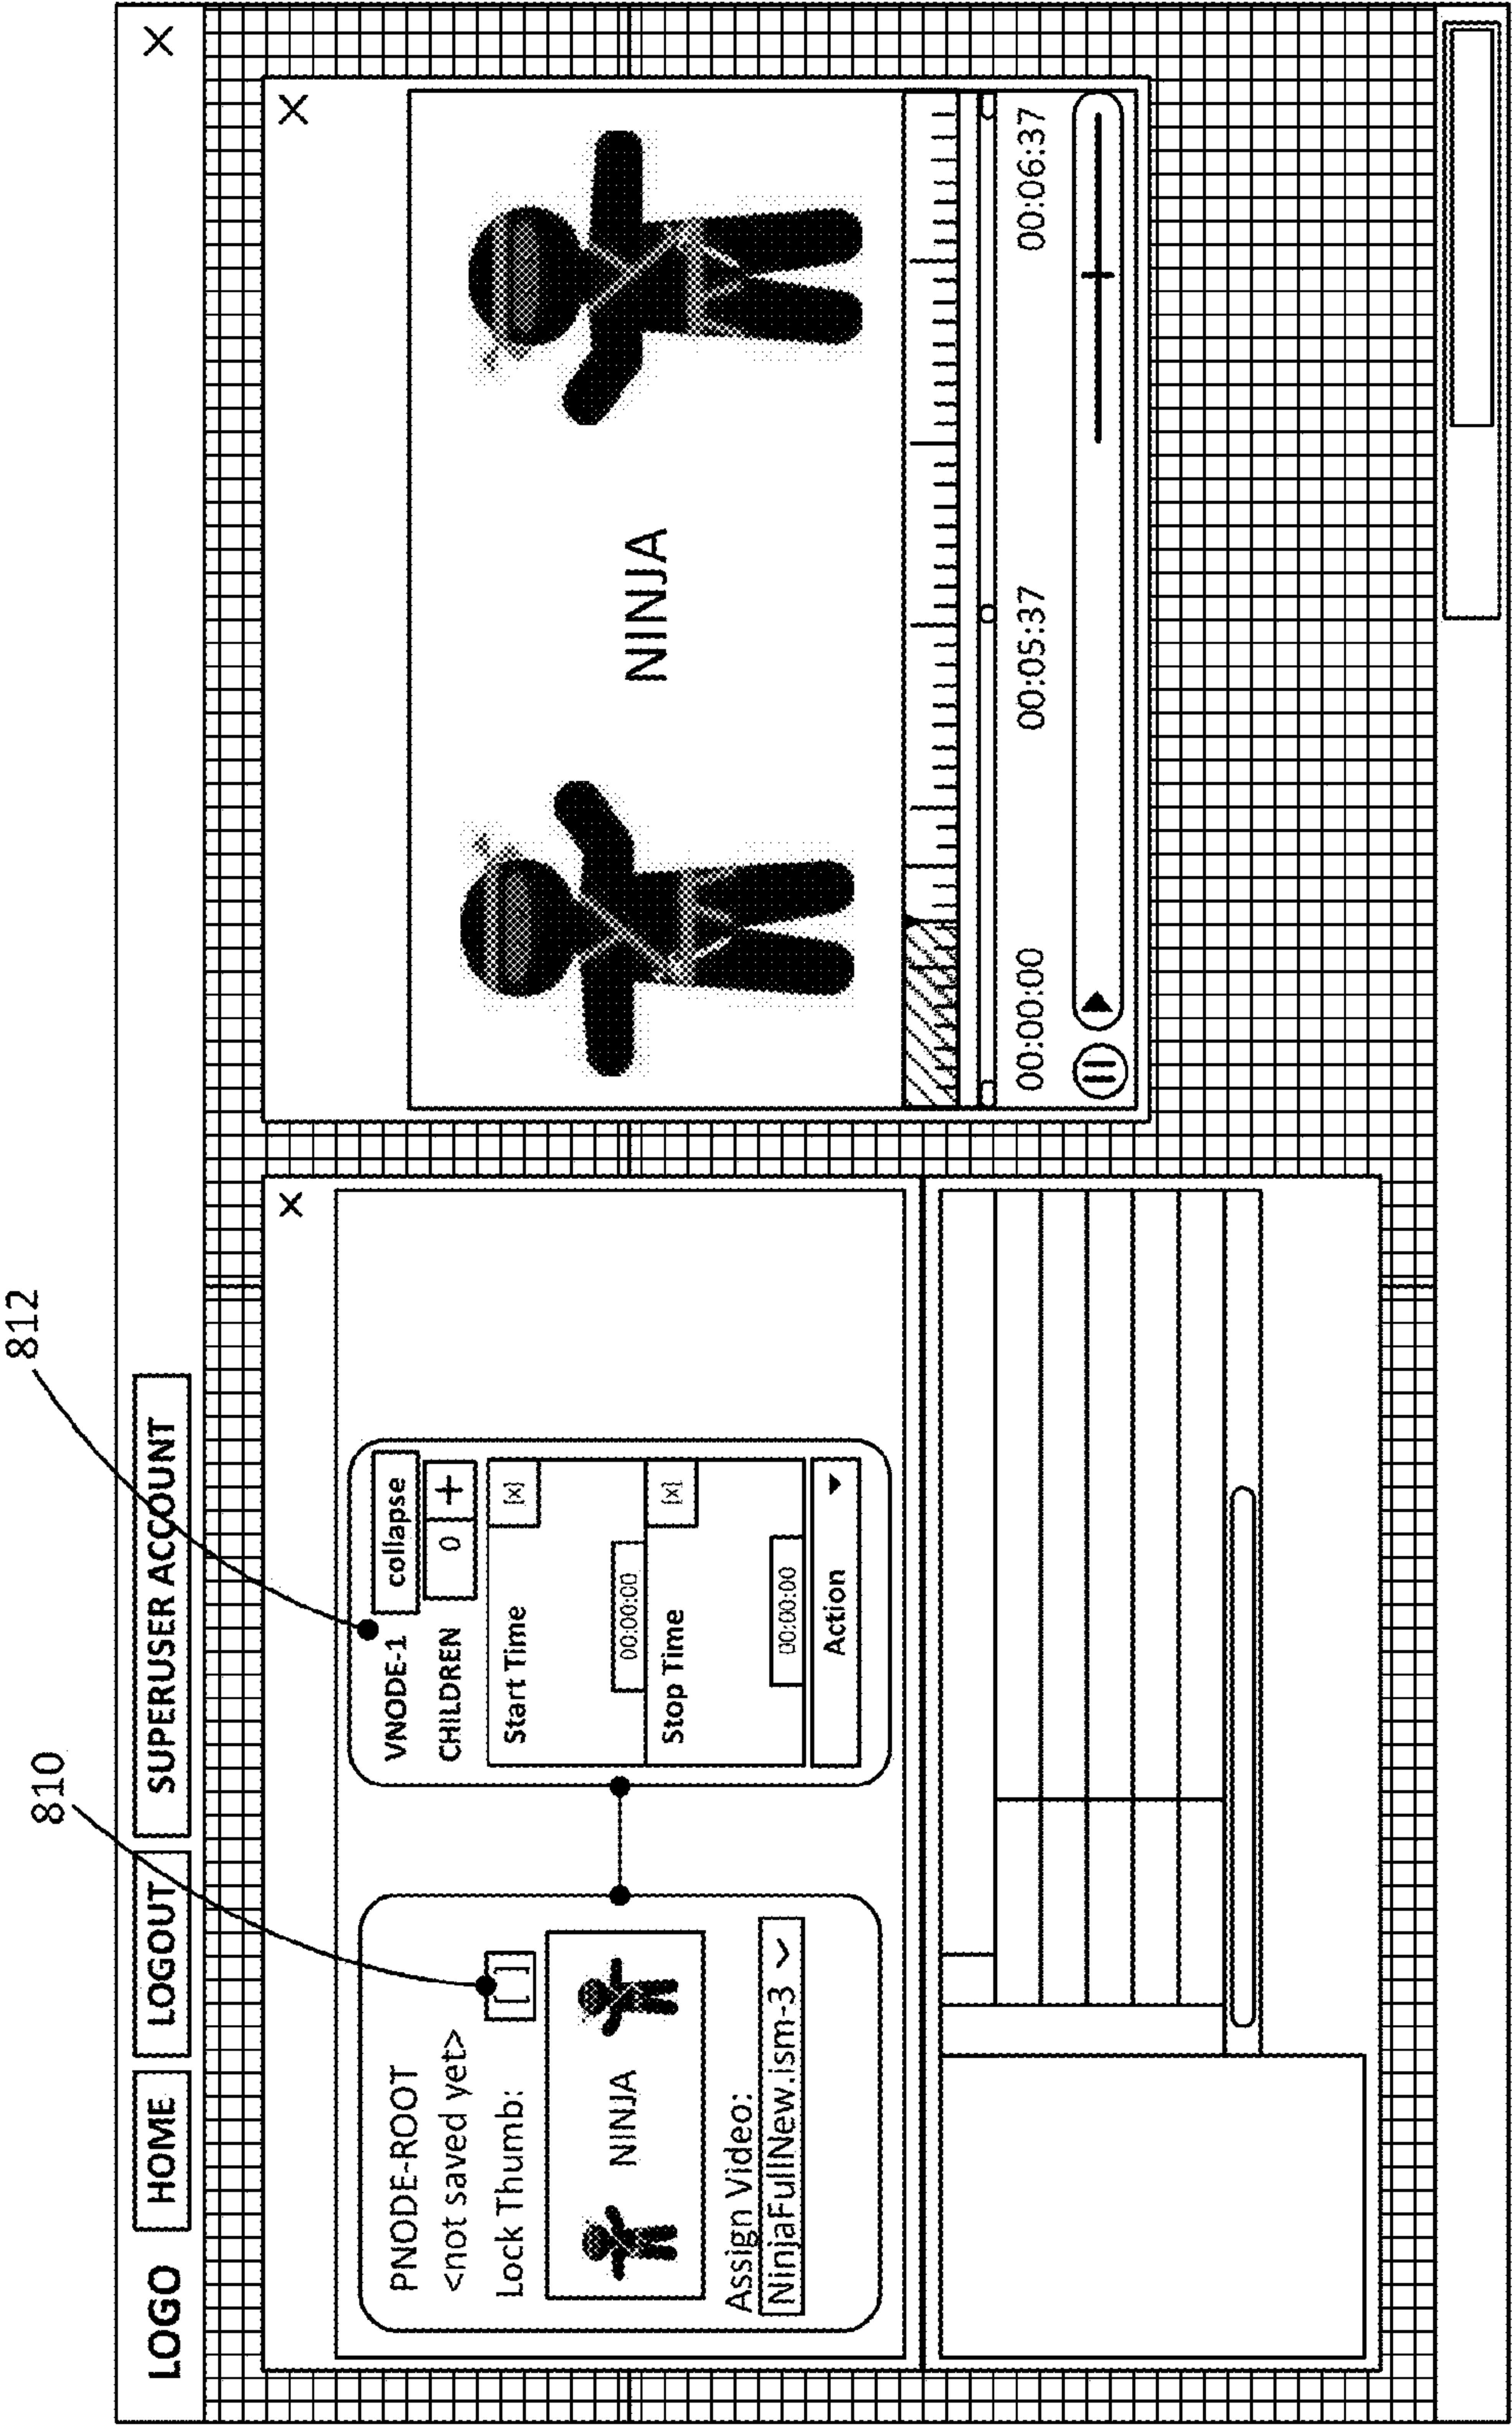 812
810
LOGO HOME LOGOUT SUPERUSER ACCOUNT X
X
PNODE-ROOT
<not saved yet>
Lock Thumb: [ ]
NINJA
Assign Video:
NinjaFullNew.ism-3
VNODE-1 collapse
CHILDREN 0 +
Start Time [x]
00:00:00
Stop Time [x]
00:00:00
Action
X
NINJA
00:00:00 00:05:37 00:06:37